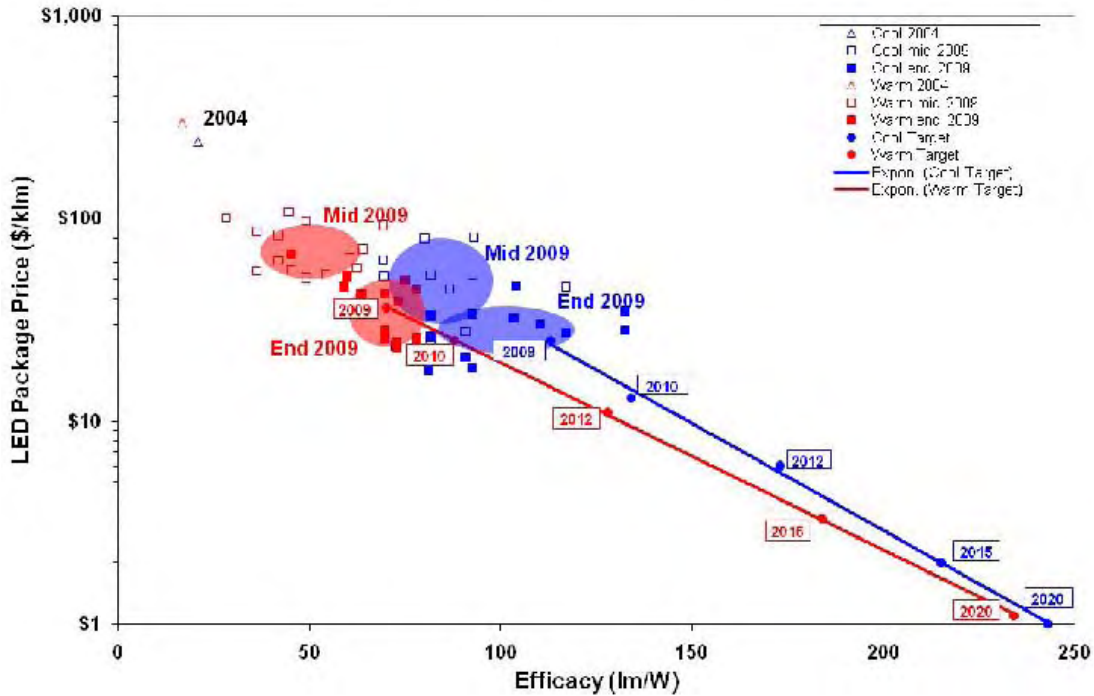 $1,000
Cool 2004
Cool mid 2009
Cool end 2009
Warm 2004
Warm mid 2009
Warm end 2009
Cool Target
Warm Target
Expon. (Cool Target)
Expon. (Warm Target)
2004
$100
Mid 2009
Mid 2009
End 2009
2009
End 2009
2010
2009
2010
$10
2012
2012
2015
2020
2020
$1
0
50
100
150
200
250
LED Package Price ($/klm)
Efficacy (lm/W)